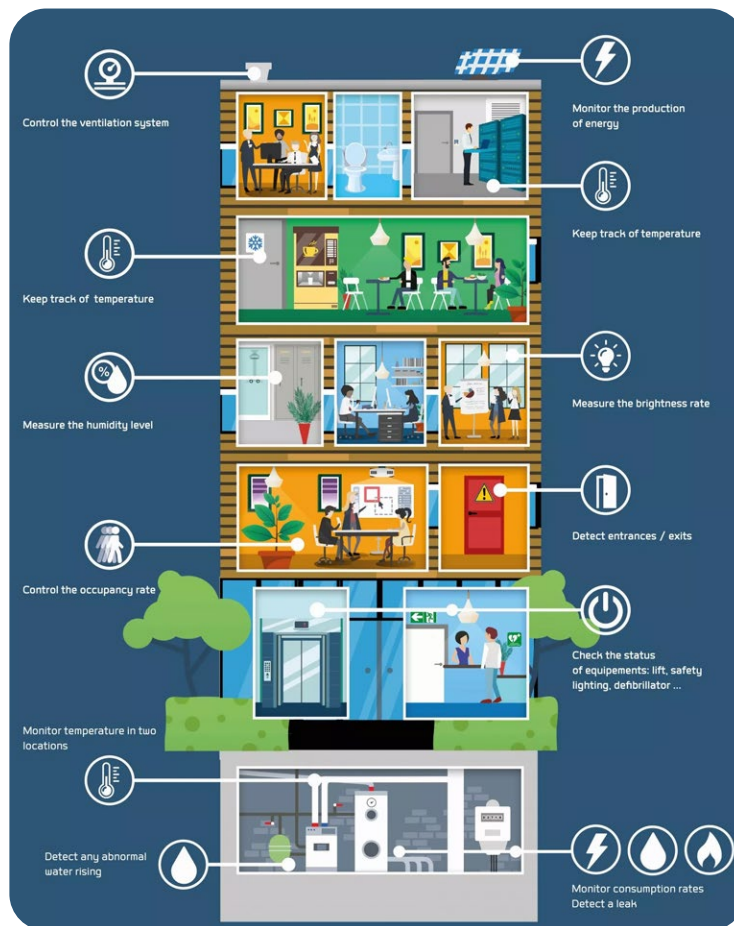 Control the ventilation system
Monitor the production
of energy
Keep track of temperature
Keep track of  temperature
%
Measure the humidity level
Measure the brightness rate
Detect entrances / exits
Control the occupancy rate
Check the status
of equipements: lift, safety
lighting, defibrillator ...
Monitor temperature in two
locations
Detect any abnormal
water rising
Monitor consumption rates
Detect a leak